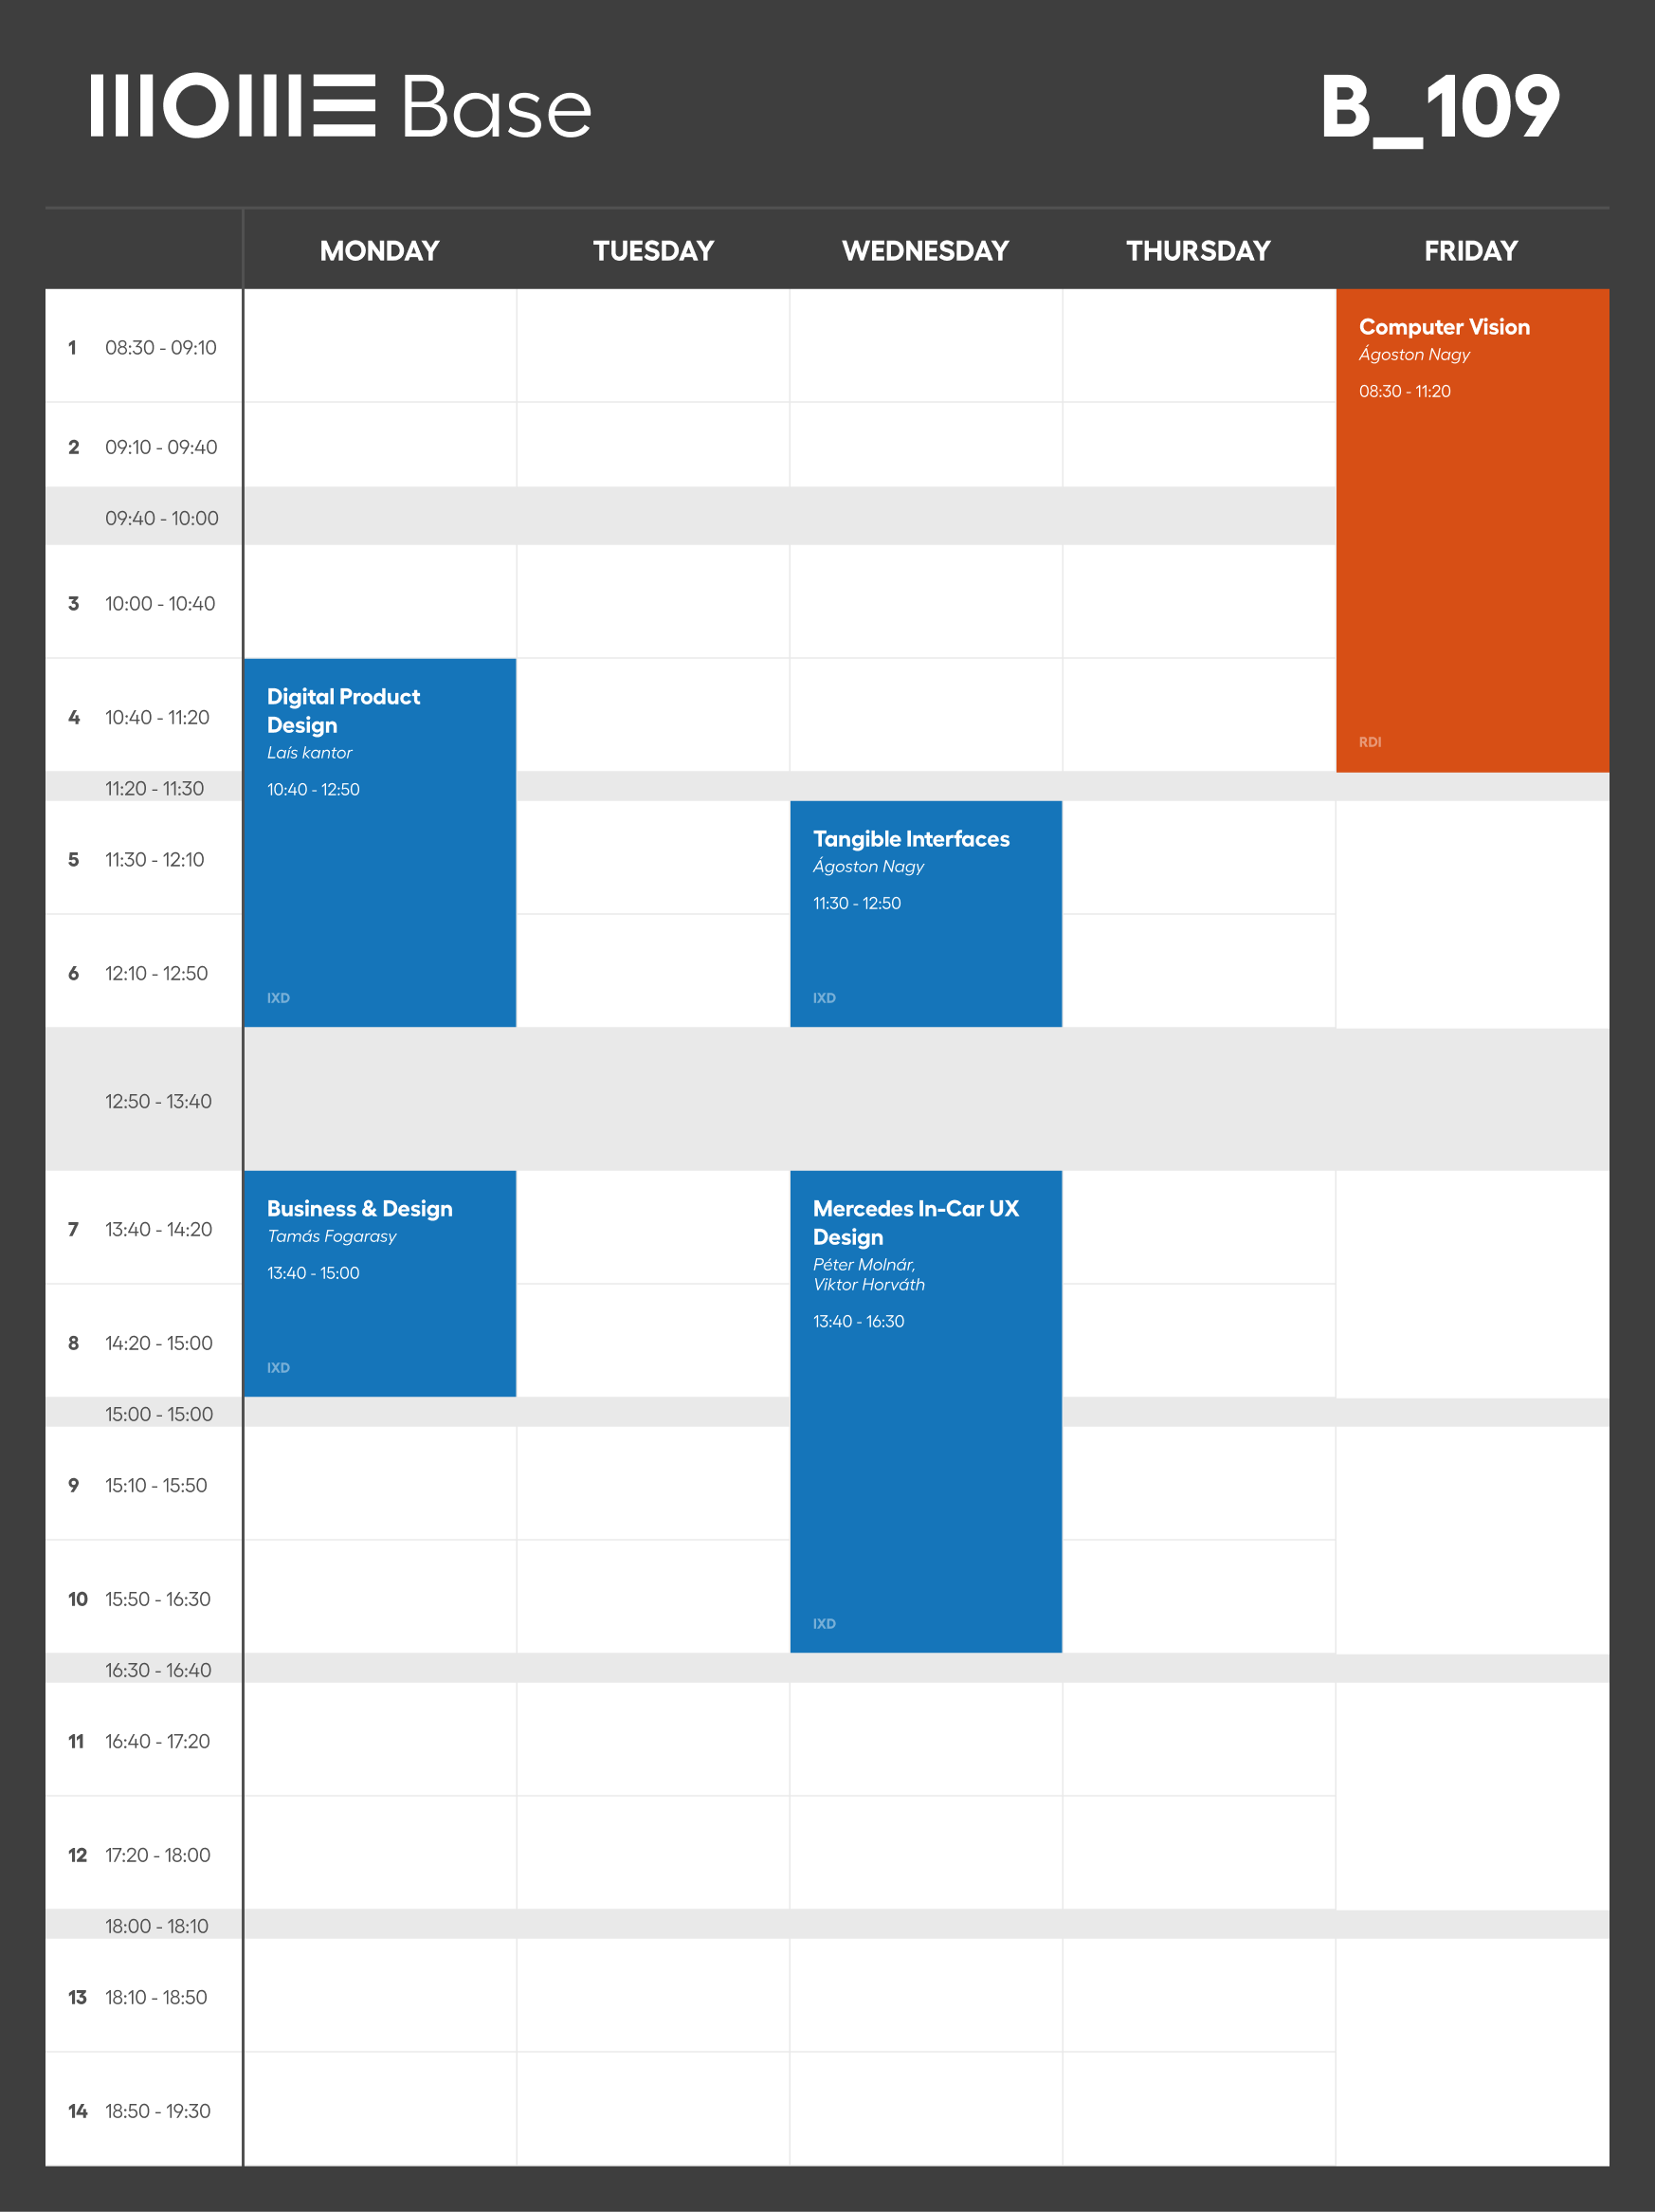 MOME Base
B_109
MONDAY TUESDAY WEDNESDAY THURSDAY FRIDAY
1 08:30 - 09:10
2 09:10 - 09:40
09:40 - 10:00
3 10:00 - 10:40
4 10:40 - 11:20
11:20 - 11:30
5 11:30 - 12:10
6 12:10 - 12:50
12:50 - 13:40
7 13:40 - 14:20
8 14:20 - 15:00
15:00 - 15:00
9 15:10 - 15:50
10 15:50 - 16:30
16:30 - 16:40
11 16:40 - 17:20
12 17:20 - 18:00
18:00 - 18:10
13 18:10 - 18:50
14 18:50 - 19:30
Digital Product
Design
Laís kantor
10:40 - 12:50
IXD
Business & Design
Tamás Fogarasy
13:40 - 15:00
IXD
Tangible Interfaces
Ágoston Nagy
11:30 - 12:50
IXD
Mercedes In-Car UX
Design
Péter Molnár,
Viktor Horváth
13:40 - 16:30
IXD
Computer Vision
Ágoston Nagy
08:30 - 11:20
RDI